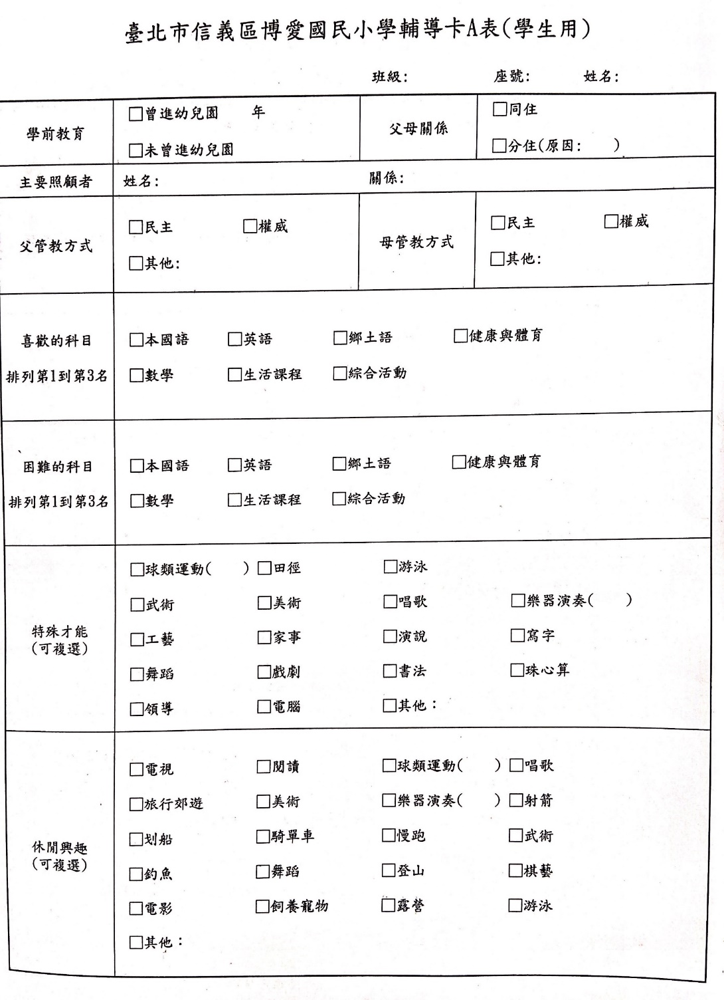 臺北市信義區博愛國民小學輔導卡A表(學生用)
班級: 座號: 姓名:
學前教育
□曾進幼兒園 年
□未曾進幼兒園
父母關係
□同住
□分住(原因: )
主要照顧者 姓名: 關係:
父管教方式
□民主 □權威
□其他:
母管教方式
□民主 □權威
□其他:
喜歡的科目
排列第1到第3名
□本國語 □英語 □鄉土語 □健康與體育
□數學 □生活課程 □綜合活動
困難的科目
排列第1到第3名
□本國語 □英語 □鄉土語 □健康與體育
□數學 □生活課程 □綜合活動
特殊才能
(可複選)
□球類運動( ) □田徑 □游泳
□武術 □美術 □唱歌 □樂器演奏( )
□工藝 □家事 □演說 □寫字
□舞蹈 □戲劇 □書法 □珠心算
□領導 □電腦 □其他：
休閒興趣
(可複選)
□電視 □閱讀 □球類運動( ) □唱歌
□旅行郊遊 □美術 □樂器演奏( ) □射箭
□划船 □騎單車 □慢跑 □武術
□釣魚 □舞蹈 □登山 □棋藝
□電影 □飼養寵物 □露營 □游泳
□其他：